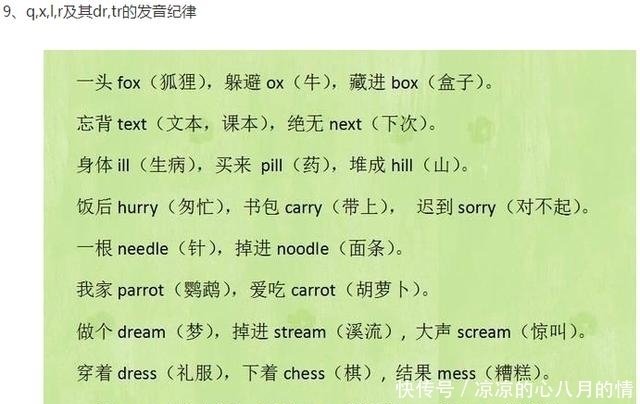 9、q,x,l,r及其dr,tr的发音纪律
一头 fox（狐狸），躲避 ox（牛），藏进 box（盒子）。
忘背 text（文本，课本），绝无 next（下次）。
身体 ill（生病），买来 pill（药），堆成 hill（山）。
饭后 hurry（匆忙），书包 carry（带上）， 迟到 sorry（对不起）。
一根 needle（针），掉进 noodle（面条）。
我家 parrot（鹦鹉），爱吃 carrot（胡萝卜）。
做个 dream（梦），掉进 stream（溪流）, 大声 scream（惊叫）。
穿着 dress（礼服），下着 chess（棋）, 结果 mess（糟糕）。
快传号／凉凉的心八月的情